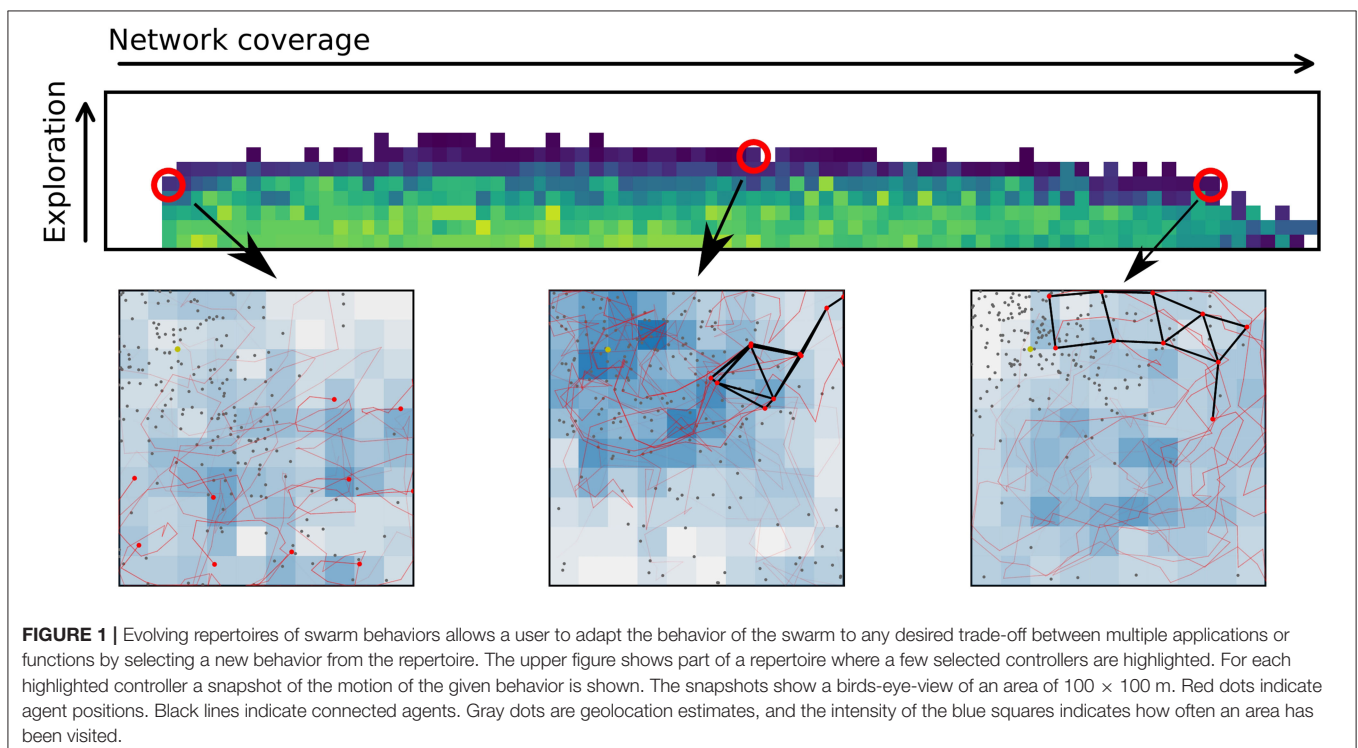 Network coverage
Exploration
FIGURE 1 | Evolving repertoires of swarm behaviors allows a user to adapt the behavior of the swarm to any desired trade-off between multiple applications or
functions by selecting a new behavior from the repertoire. The upper figure shows part of a repertoire where a few selected controllers are highlighted. For each
highlighted controller a snapshot of the motion of the given behavior is shown. The snapshots show a birds-eye-view of an area of 100 × 100 m. Red dots indicate
agent positions. Black lines indicate connected agents. Gray dots are geolocation estimates, and the intensity of the blue squares indicates how often an area has
been visited.